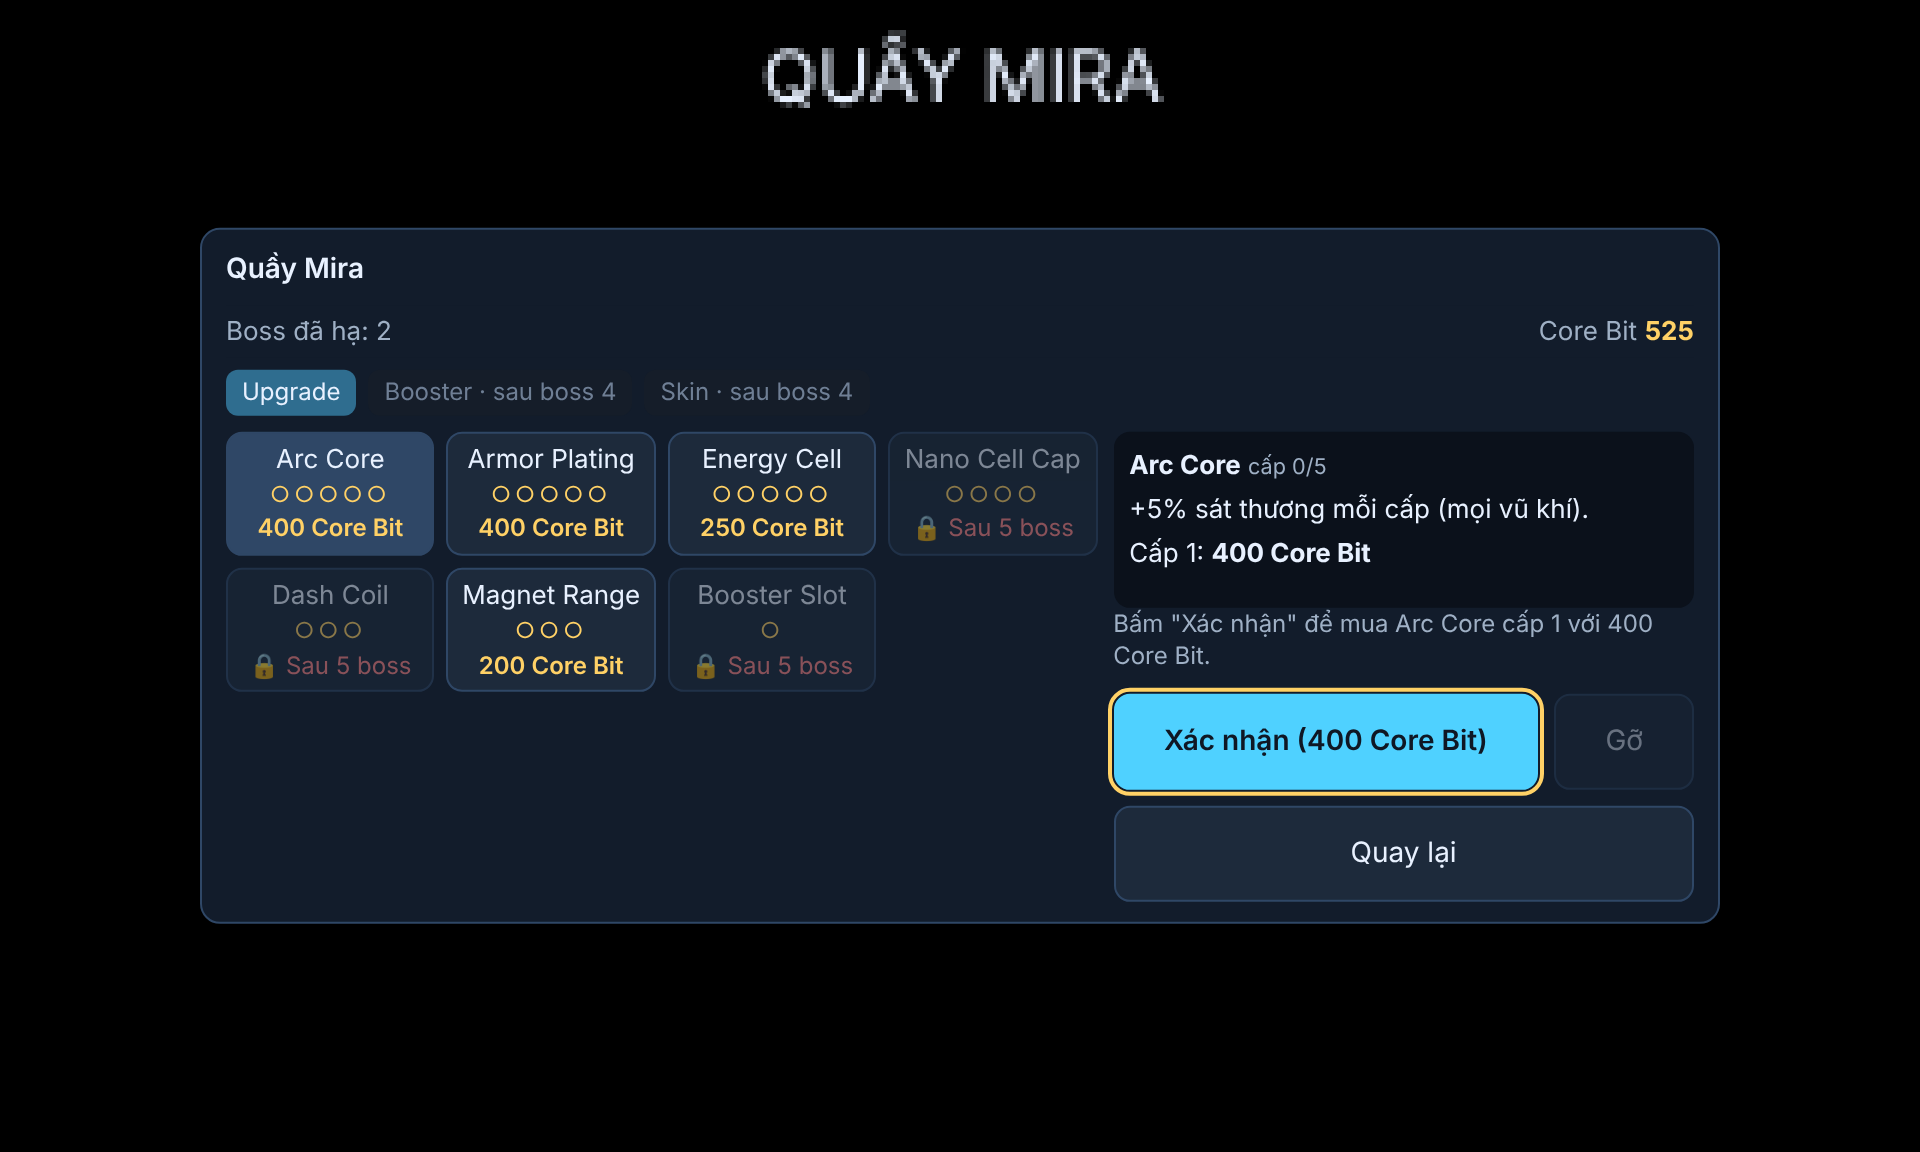 QUẦY MIRA
Quầy Mira
Boss đã hạ: 2
Core Bit 525
Upgrade
Booster · sau boss 4
Skin · sau boss 4
Arc Core
400 Core Bit
Armor Plating
400 Core Bit
Energy Cell
250 Core Bit
Nano Cell Cap
Sau 5 boss
Dash Coil
Sau 5 boss
Magnet Range
200 Core Bit
Booster Slot
Sau 5 boss
Arc Core cấp 0/5
+5% sát thương mỗi cấp (mọi vũ khí).
Cấp 1: 400 Core Bit
Bấm "Xác nhận" để mua Arc Core cấp 1 với 400
Core Bit.
Xác nhận (400 Core Bit)
Gỡ
Quay lại